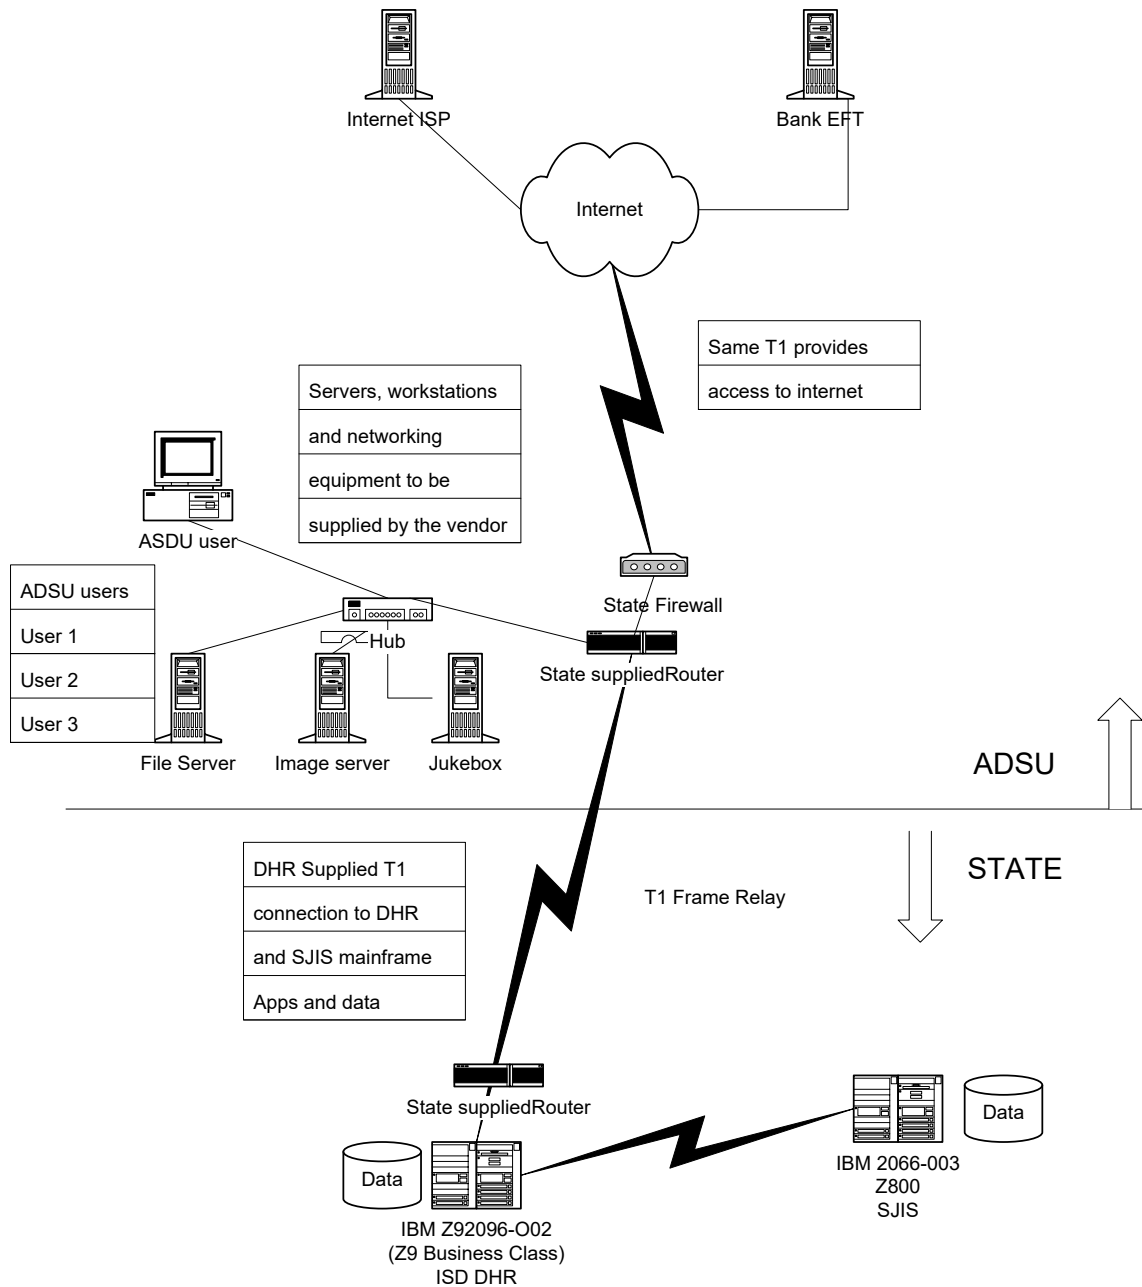 Internet ISP
Bank EFT
Internet
Same T1 provides
access to internet
Servers, workstations
and networking
equipment to be
supplied by the vendor
ASDU user
ADSU users
User 1
User 2
User 3
State Firewall
Hub
State suppliedRouter
File Server
Image server
Jukebox
ADSU
STATE
DHR Supplied T1
connection to DHR
and SJIS mainframe
Apps and data
T1 Frame Relay
State suppliedRouter
Data
IBM Z92096-O02
(Z9 Business Class)
ISD DHR
Data
IBM 2066-003
Z800
SJIS